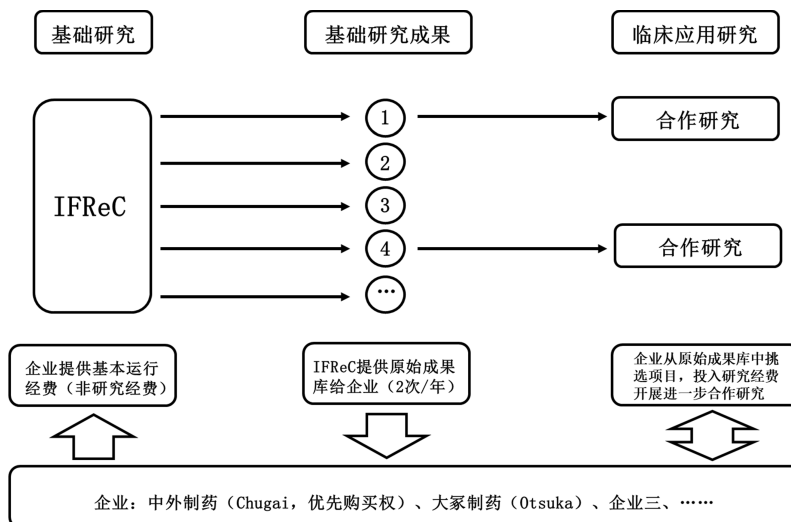 基础研究
基础研究成果
临床应用研究
IFReC
1
2
3
4
…
合作研究
合作研究
企业提供基本运行
经费（非研究经费）
IFReC提供原始成果
库给企业（2次/年）
企业从原始成果库中挑
选项目，投入研究经费
开展进一步合作研究
企业：中外制药（Chugai，优先购买权）、大冢制药（Otsuka）、企业三、……